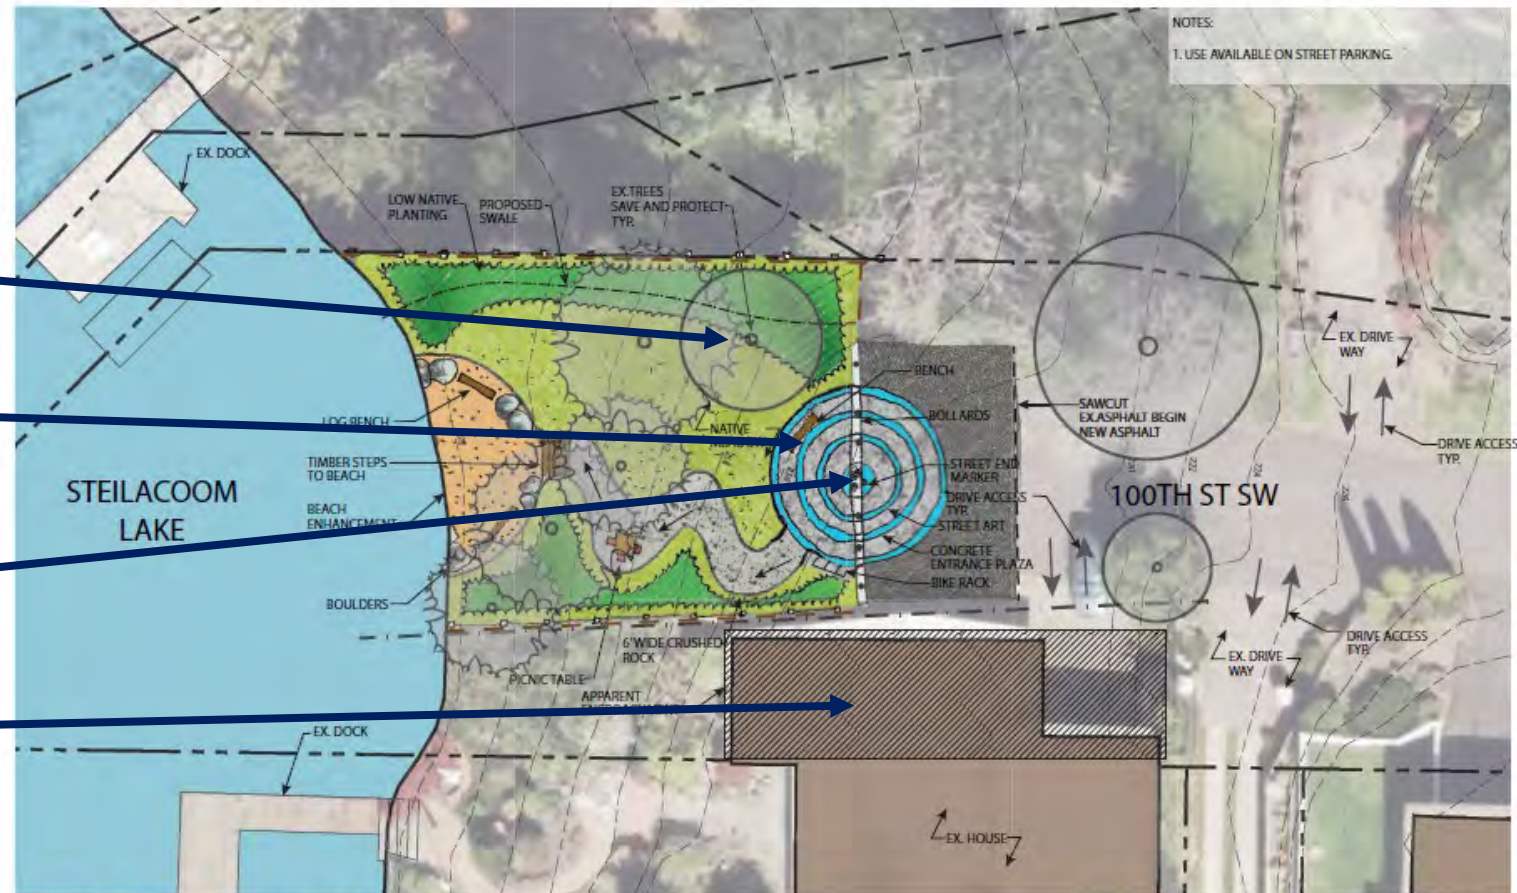 NOTES:
1. USE AVAILABLE ON STREET PARKING.
EX. DOCK
LOW NATIVE
PLANTING
PROPOSED
SWALE
EX.TREES
SAVE AND PROTECT
TYP.
EX. DRIVE
WAY
BENCH
BOLLARDS
SAWCUT
EX.ASPHALT BEGIN
NEW ASPHALT
LOG BENCH
NATIVE
DRIVE ACCESS
TYP.
TIMBER STEPS
TO BEACH
STREET END
MARKER
STEILACOOM
LAKE
BEACH
ENHANCEMENT
DRIVE ACCESS
TYP.
100TH ST SW
STREET ART
CONCRETE
ENTRANCE PLAZA
BIKE RACK
BOULDERS
222
224
6' WIDE CRUSHED
ROCK
DRIVE ACCESS
TYP.
EX. DRIVE
WAY
PICNIC TABLE
APPARENT
EX. DOCK
EX. HOUSE